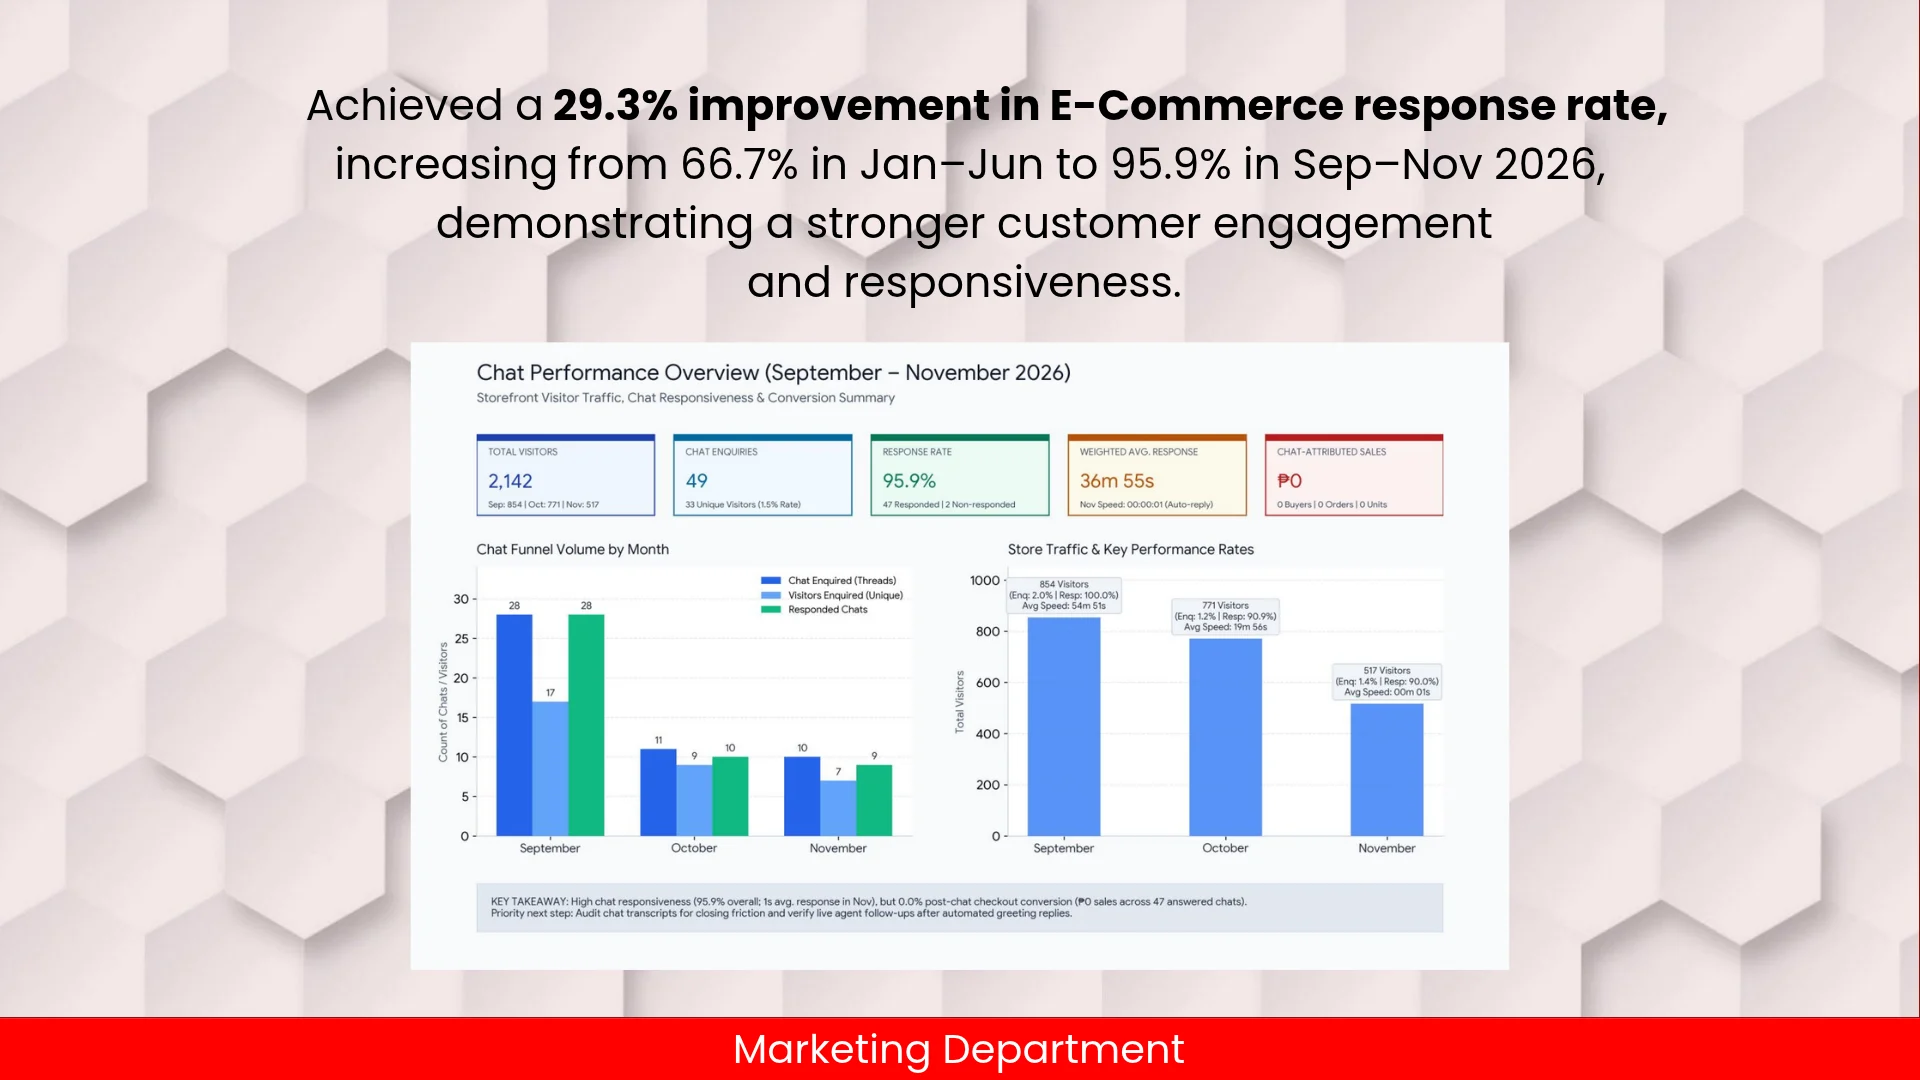 Achieved a 29.3% improvement in E-Commerce response rate,
increasing from 66.7% in Jan–Jun to 95.9% in Sep–Nov 2026,
demonstrating a stronger customer engagement
and responsiveness.
Chat Performance Overview (September – November 2026)
Storefront Visitor Traffic, Chat Responsiveness & Conversion Summary
TOTAL VISITORS
2,142
Sep: 854 | Oct: 771 | Nov: 517
CHAT ENQUIRIES
49
33 Unique Visitors (1.5% Rate)
RESPONSE RATE
95.9%
47 Responded | 2 Non-responded
WEIGHTED AVG. RESPONSE
36m 55s
Nov Speed: 00:00:01 (Auto-reply)
CHAT-ATTRIBUTED SALES
₱0
0 Buyers | 0 Orders | 0 Units
Chat Funnel Volume by Month
Chat Enquired (Threads)
Visitors Enquired (Unique)
Responded Chats
Count of Chats / Visitors
30
25
20
15
10
5
0
28
17
28
11
9
10
10
7
9
September
October
November
Store Traffic & Key Performance Rates
Total Visitors
1000
800
600
400
200
0
854 Visitors
(Enq: 2.0% | Resp: 100.0%)
Avg Speed: 54m 51s
771 Visitors
(Enq: 1.2% | Resp: 90.9%)
Avg Speed: 19m 56s
517 Visitors
(Enq: 1.4% | Resp: 90.0%)
Avg Speed: 00m 01s
September
October
November
KEY TAKEAWAY: High chat responsiveness (95.9% overall; 1s avg. response in Nov), but 0.0% post-chat checkout conversion (₱0 sales across 47 answered chats).
Priority next step: Audit chat transcripts for closing friction and verify live agent follow-ups after automated greeting replies.
Marketing Department